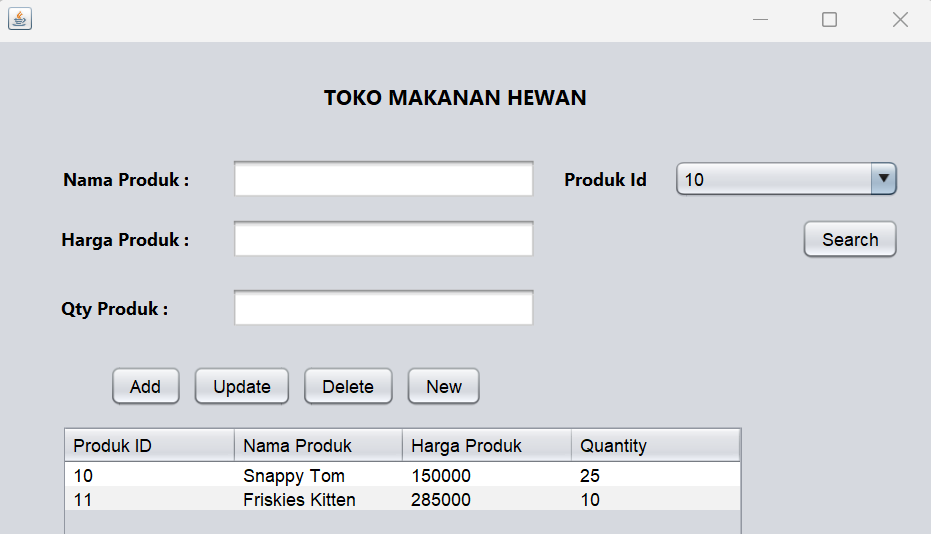 TOKO MAKANAN HEWAN
Nama Produk : Produk Id 10
Harga Produk : Search
Qty Produk :
Add Update Delete New
Produk ID Nama Produk Harga Produk Quantity
10 Snappy Tom 150000 25
11 Friskies Kitten 285000 10